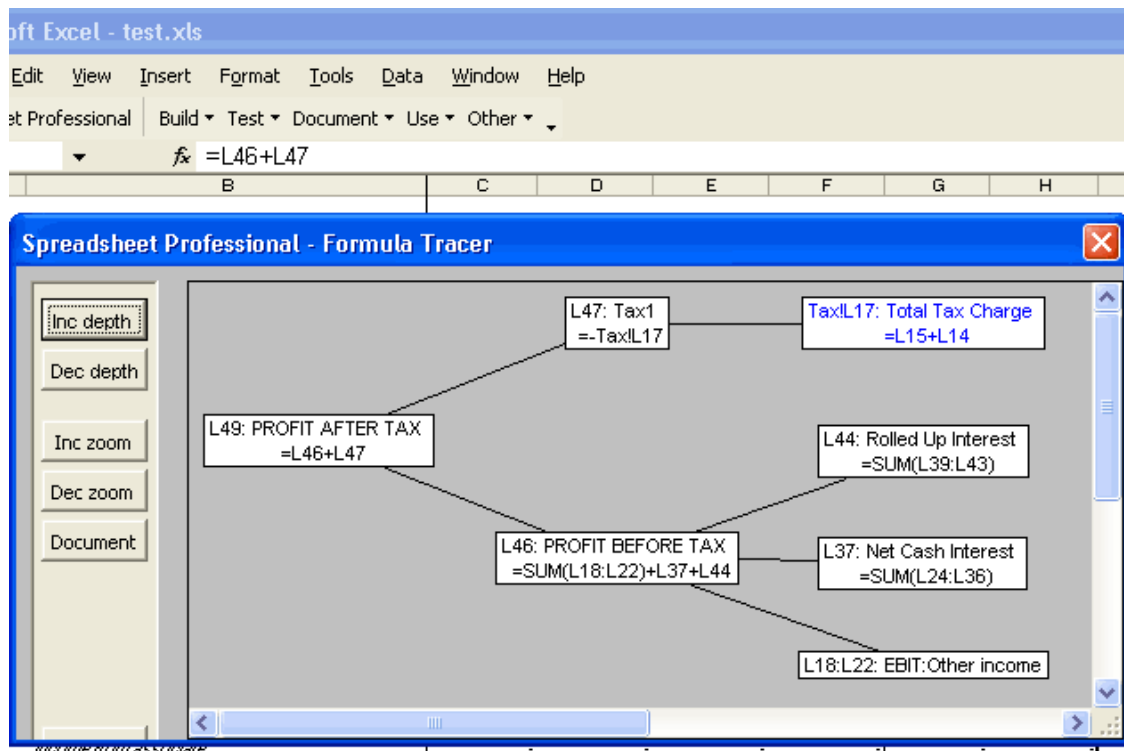 oft Excel - test.xls
Edit View Insert Format Tools Data Window Help
et Professional Build Test Document Use Other
fx =L46+L47
B C D E F G H
Spreadsheet Professional - Formula Tracer
Inc depth
Dec depth
Inc zoom
Dec zoom
Document
L47: Tax1
=-Tax!L17
Tax!L17: Total Tax Charge
=L15+L14
L49: PROFIT AFTER TAX
=L46+L47
L44: Rolled Up Interest
=SUM(L39:L43)
L46: PROFIT BEFORE TAX
=SUM(L18:L22)+L37+L44
L37: Net Cash Interest
=SUM(L24:L36)
L18:L22: EBIT:Other income